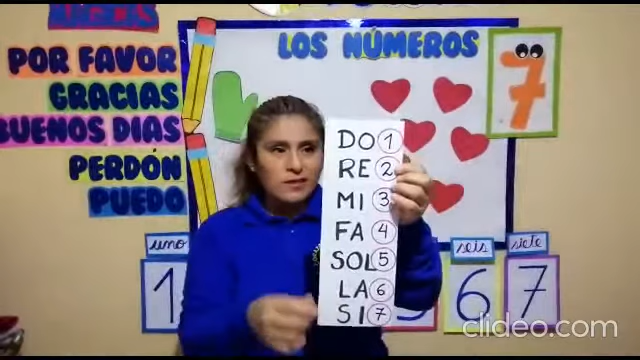 POR FAVOR
GRACIAS
BUENOS DIAS
PERDÓN
PUEDO
LOS NÚMEROS
7
DO 1
RE 2
MI 3
FA 4
SOL 5
LA 6
SI 7
uno
1
seis
6
siete
7
clideo.com